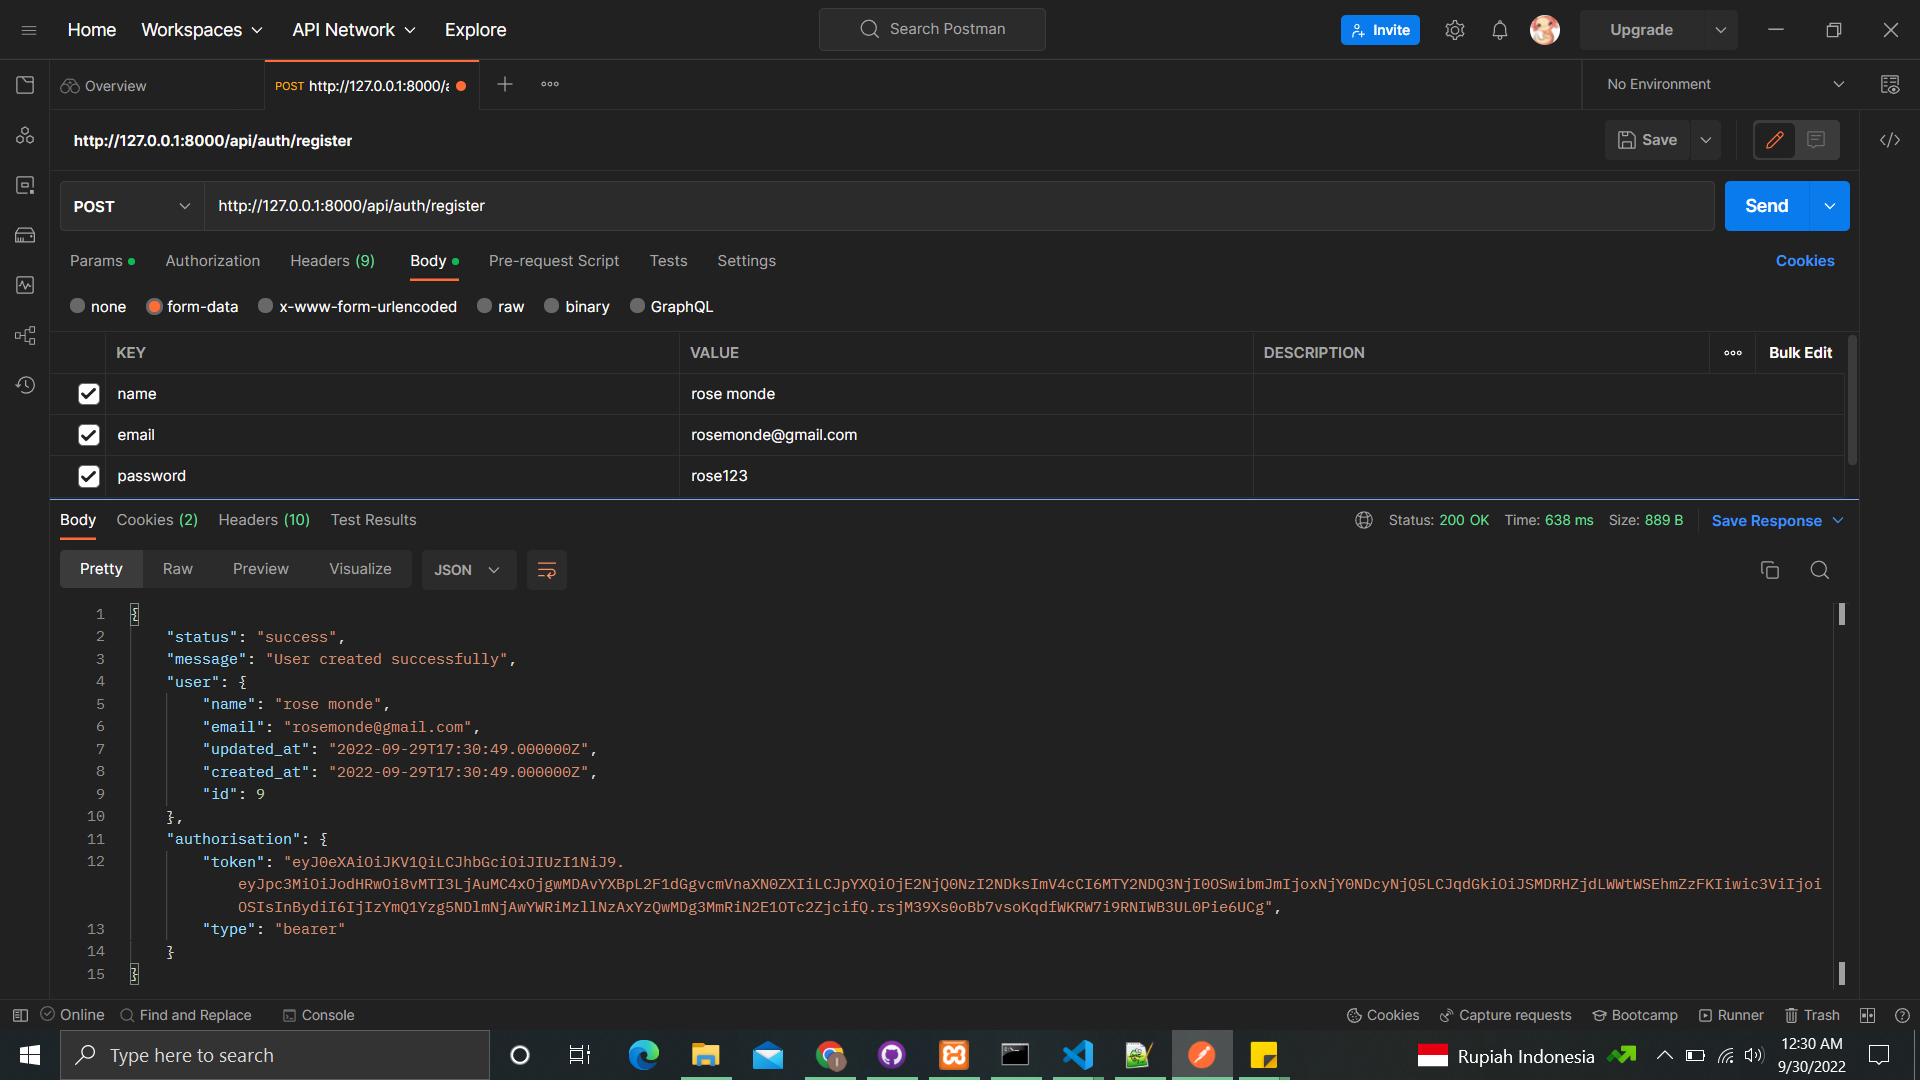 Home Workspaces API Network Explore Search Postman Invite Upgrade
Overview POST http://127.0.0.1:8000/a No Environment
http://127.0.0.1:8000/api/auth/register Save
POST http://127.0.0.1:8000/api/auth/register Send
Params Authorization Headers (9) Body Pre-request Script Tests Settings Cookies
none form-data x-www-form-urlencoded raw binary GraphQL
KEY VALUE DESCRIPTION Bulk Edit
name rose monde
email rosemonde@gmail.com
password rose123
Body Cookies (2) Headers (10) Test Results Status: 200 OK Time: 638 ms Size: 889 B Save Response
Pretty Raw Preview Visualize JSON
1 {
2 "status": "success",
3 "message": "User created successfully",
4 "user": {
5 "name": "rose monde",
6 "email": "rosemonde@gmail.com",
7 "updated_at": "2022-09-29T17:30:49.000000Z",
8 "created_at": "2022-09-29T17:30:49.000000Z",
9 "id": 9
10 },
11 "authorisation": {
12 "token": "eyJ0eXAiOiJKV1QiLCJhbGciOiJIUzI1NiJ9.
eyJpc3MiOiJodHRwOi8vMTI3LjAuMC4xOjgwMDAvYXBpL2F1dGgvcmVnaXN0ZXIiLCJpYXQiOjE2NjQ0NzI2NDksImV4cCI6MTY2NDQ3NjI0OSwibmJmIjoxNjY0NDcyNjQ5LCJqdGkiOiJSMDRHZjdLWWtWSEhmZzFKIiwic3ViIjoi
OSIsInBydiI6IjIzYmQ1Yzg5NDlmNjAwYWRiMzllNzAxYzQwMDg3MmRiN2E1OTc2ZjcifQ.rsjM39Xs0oBb7vsoKqdfWKRW7i9RNIWB3UL0Pie6UCg",
13 "type": "bearer"
14 }
15 }
Online Find and Replace Console Cookies Capture requests Bootcamp Runner Trash
Type here to search Rupiah Indonesia 12:30 AM
9/30/2022